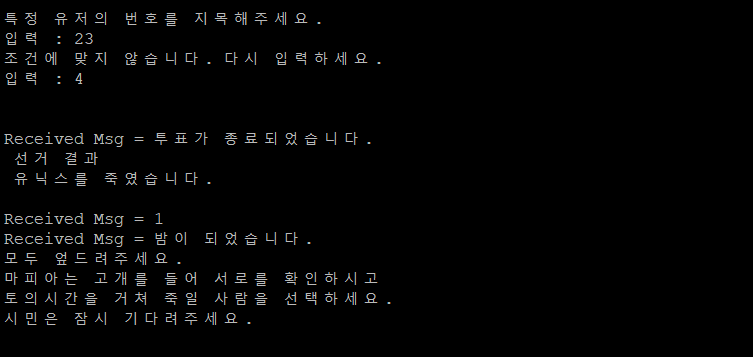 특정 유저의 번호를 지목해주세요.
입력 : 23
조건에 맞지 않습니다. 다시 입력하세요.
입력 : 4
Received Msg = 투표가 종료되었습니다.
선거 결과
유닉스를 죽였습니다.
Received Msg = 1
Received Msg = 밤이 되었습니다.
모두 엎드려주세요.
마피아는 고개를 들어 서로를 확인하시고
토의시간을 거쳐 죽일 사람을 선택하세요.
시민은 잠시 기다려주세요.